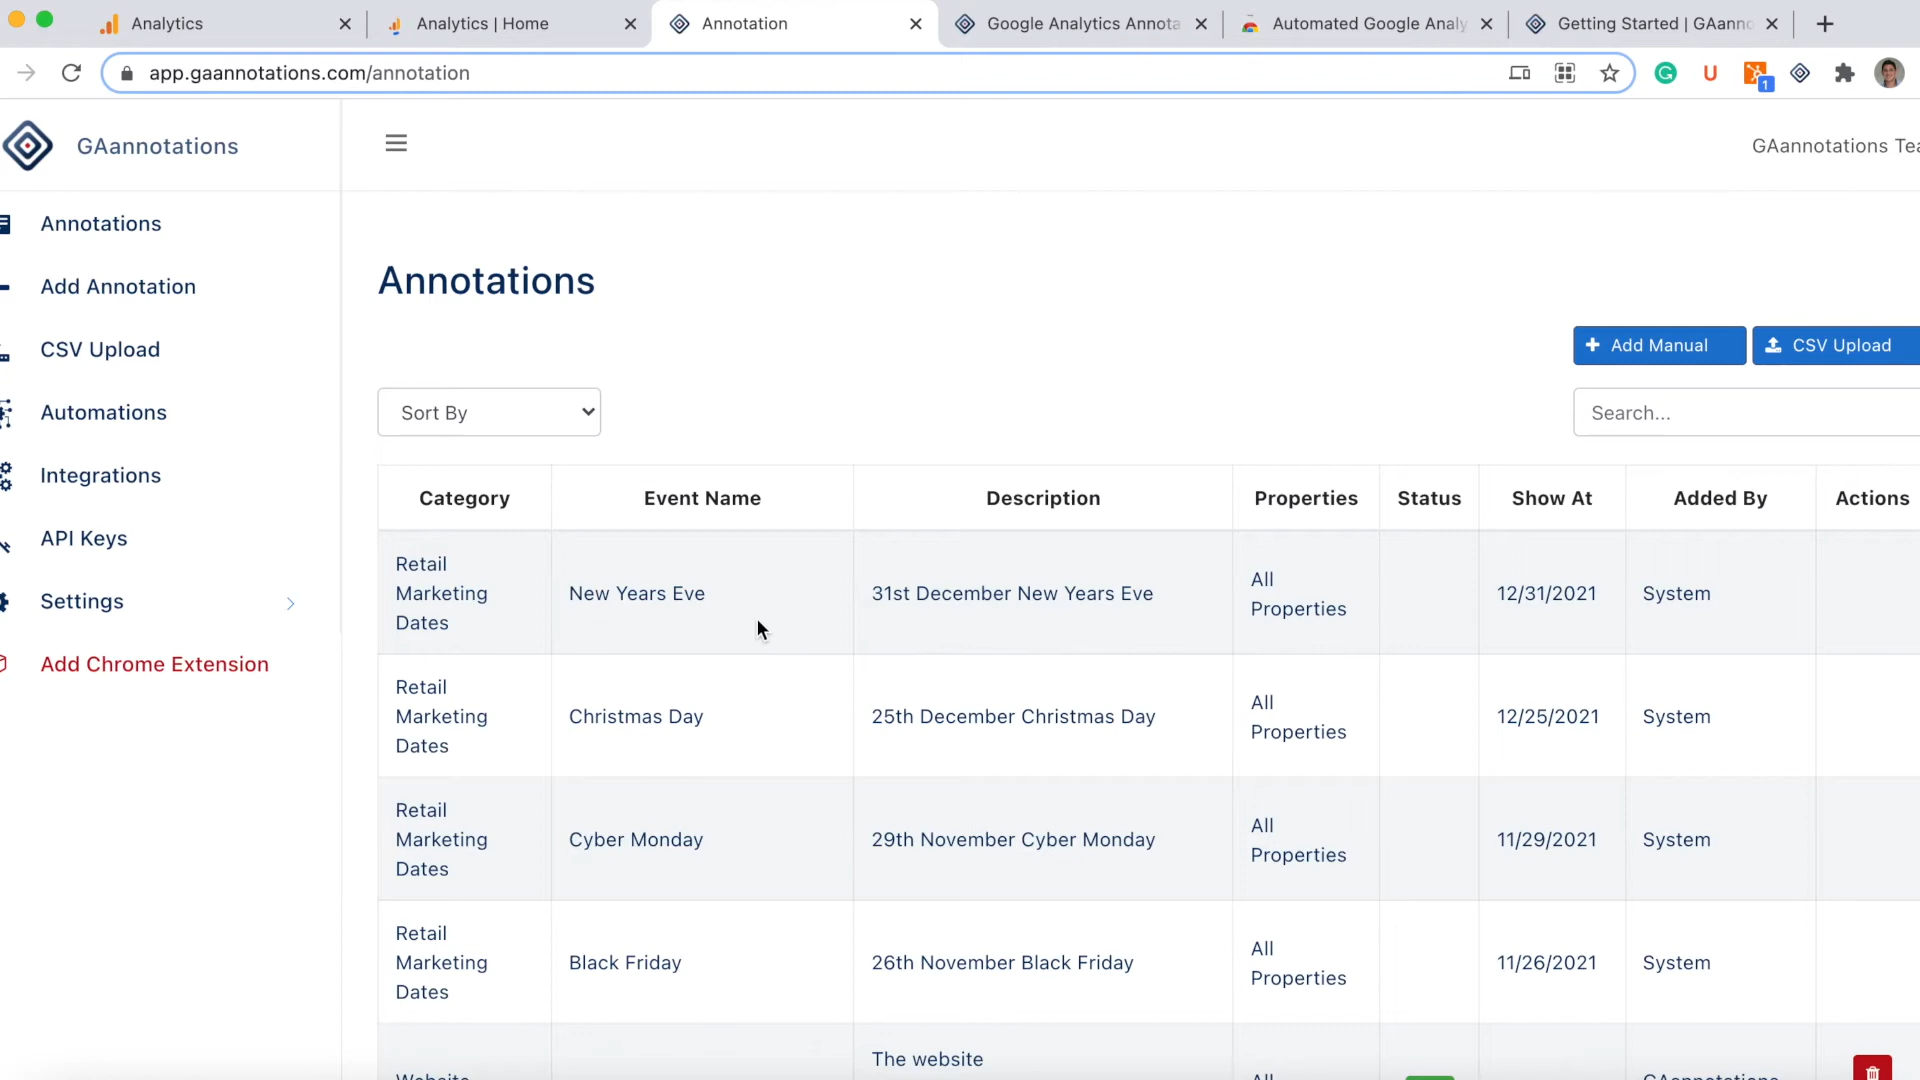 Analytics
Analytics | Home
Annotation
Google Analytics Annota
Automated Google Analy
Getting Started | GAanno
app.gaannotations.com/annotation
1
GAannotations
GAannotations Tea
Annotations
Add Annotation
CSV Upload
Automations
Integrations
API Keys
Settings
Add Chrome Extension
Annotations
Add Manual
CSV Upload
Sort By
Search...
Category Event Name Description Properties Status Show At Added By Actions
Retail
Marketing
Dates
New Years Eve
31st December New Years Eve
All
Properties
12/31/2021
System
Retail
Marketing
Dates
Christmas Day
25th December Christmas Day
All
Properties
12/25/2021
System
Retail
Marketing
Dates
Cyber Monday
29th November Cyber Monday
All
Properties
11/29/2021
System
Retail
Marketing
Dates
Black Friday
26th November Black Friday
All
Properties
11/26/2021
System
Website
The website
All
GAannotations